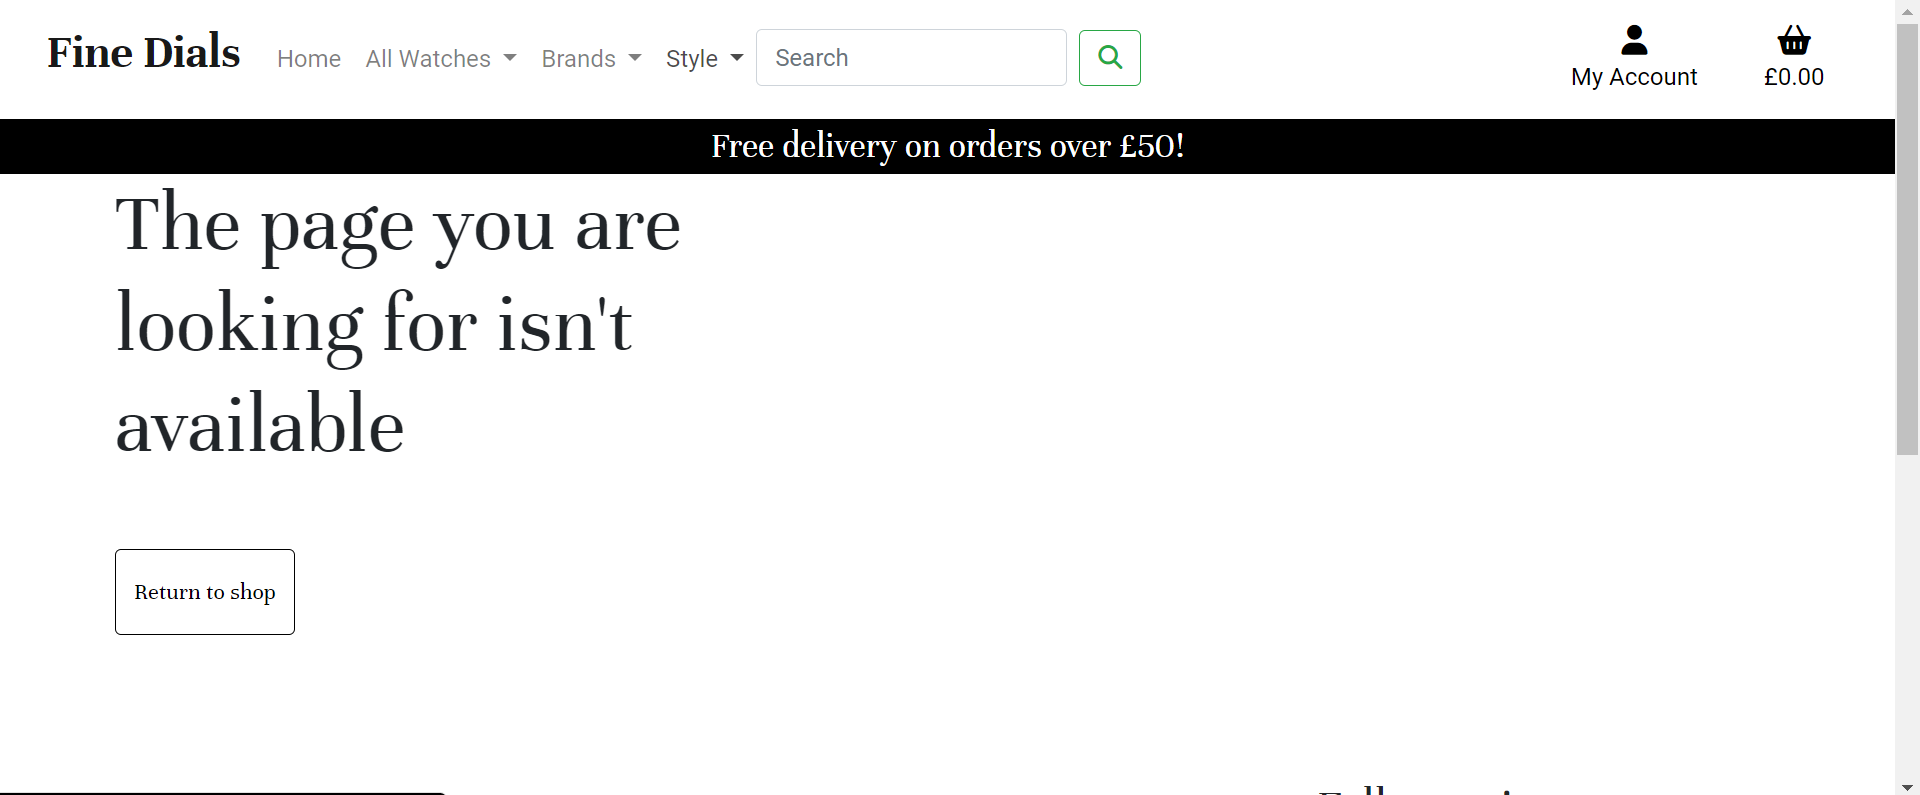 Fine Dials
Home
All Watches
Brands
Style
Search
My Account
£0.00
Free delivery on orders over £50!
The page you are
looking for isn't
available
Return to shop